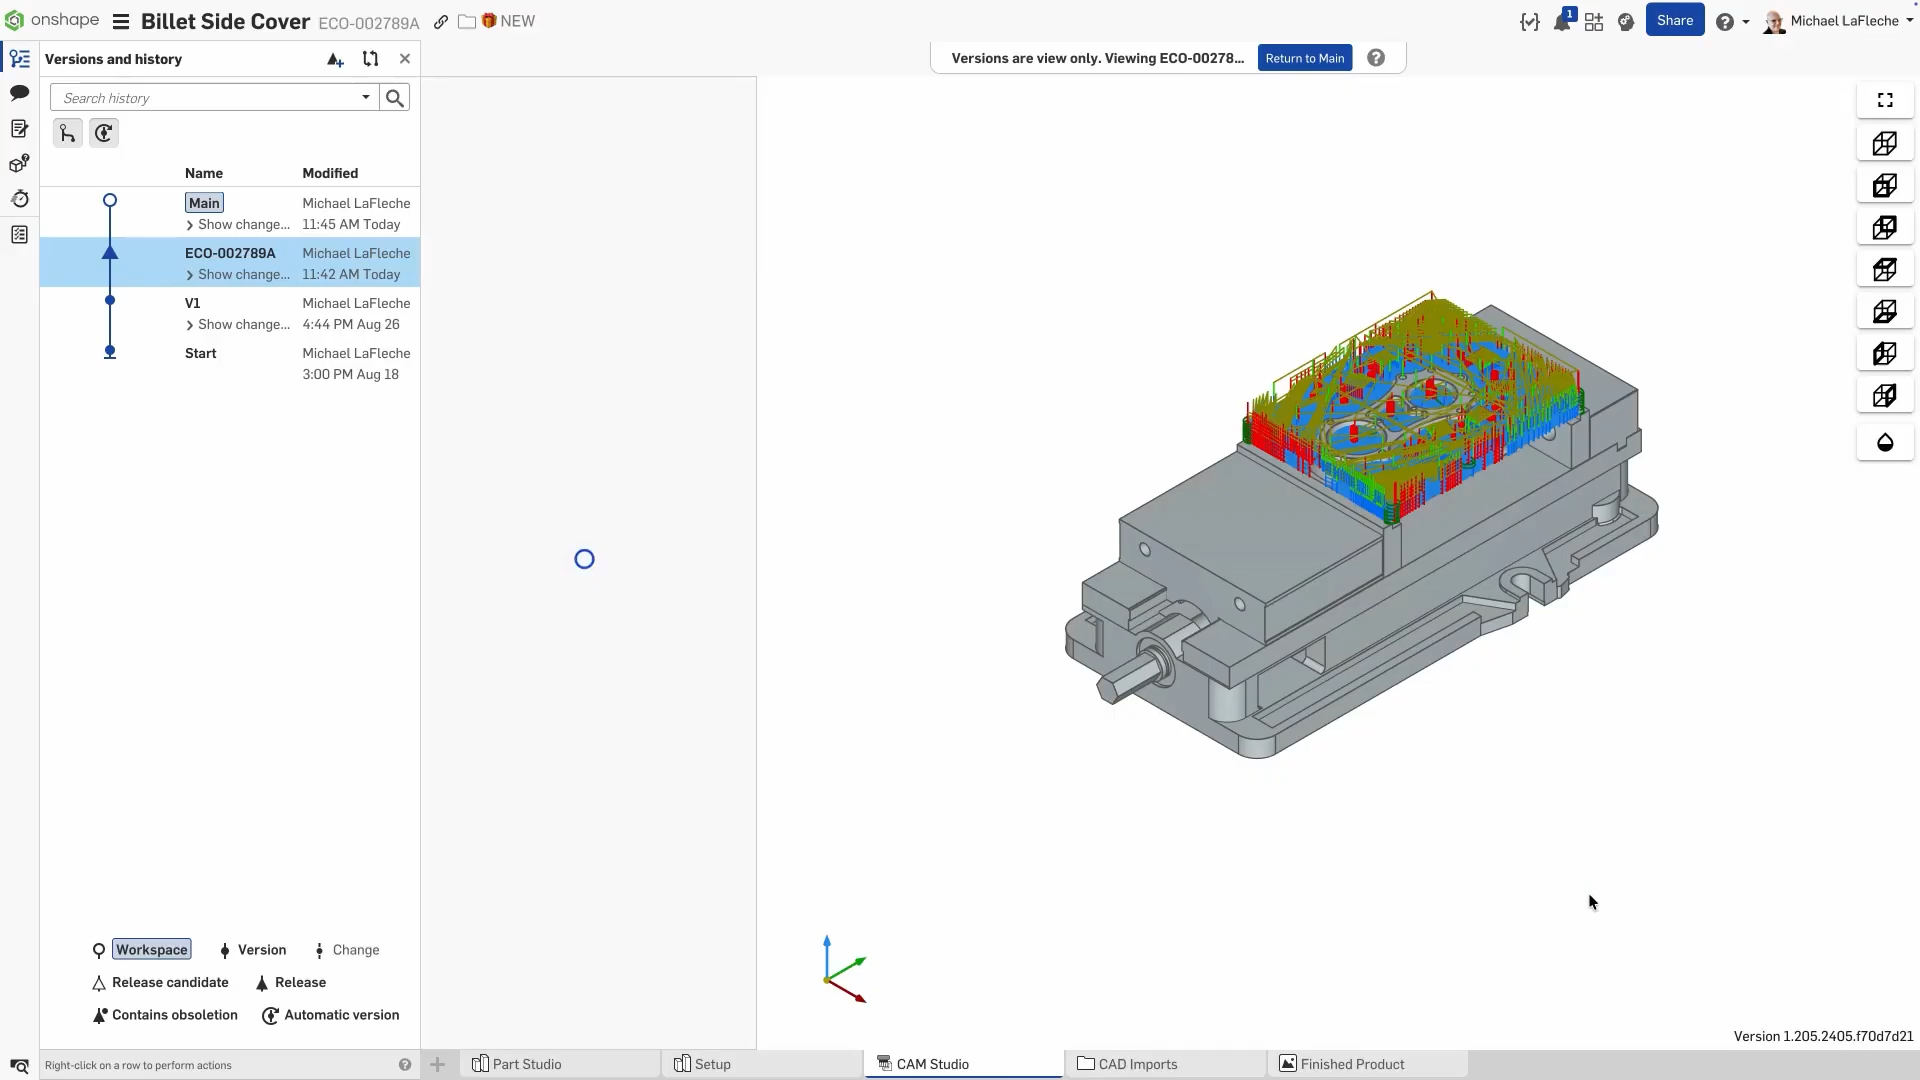 onshape
Billet Side Cover ECO-002789A NEW
1
Share
Michael LaFleche
Versions and history
Versions are view only. Viewing ECO-00278...
Return to Main
Search history
Name Modified
Main Michael LaFleche
Show change... 11:45 AM Today
ECO-002789A Michael LaFleche
Show change... 11:42 AM Today
V1 Michael LaFleche
Show change... 4:44 PM Aug 26
Start Michael LaFleche
3:00 PM Aug 18
Workspace Version Change
Release candidate Release
Contains obsoletion Automatic version
Version 1.205.2405.f70d7d21
Right-click on a row to perform actions
Part Studio
Setup
CAM Studio
CAD Imports
Finished Product